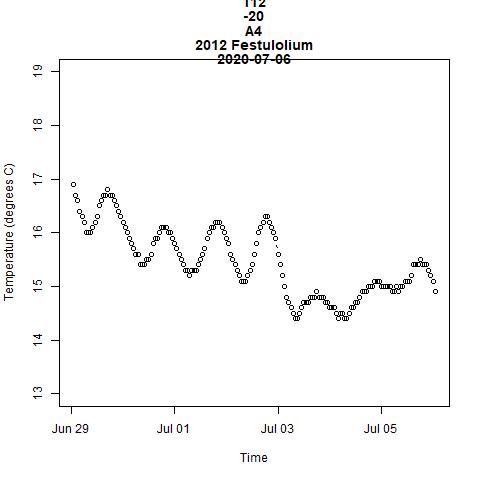 T12
-20
A4
2012 Festulolium
2020-07-06
19
18
17
16
15
14
13
Temperature (degrees C)
Jun 29
Jul 01
Jul 03
Jul 05
Time